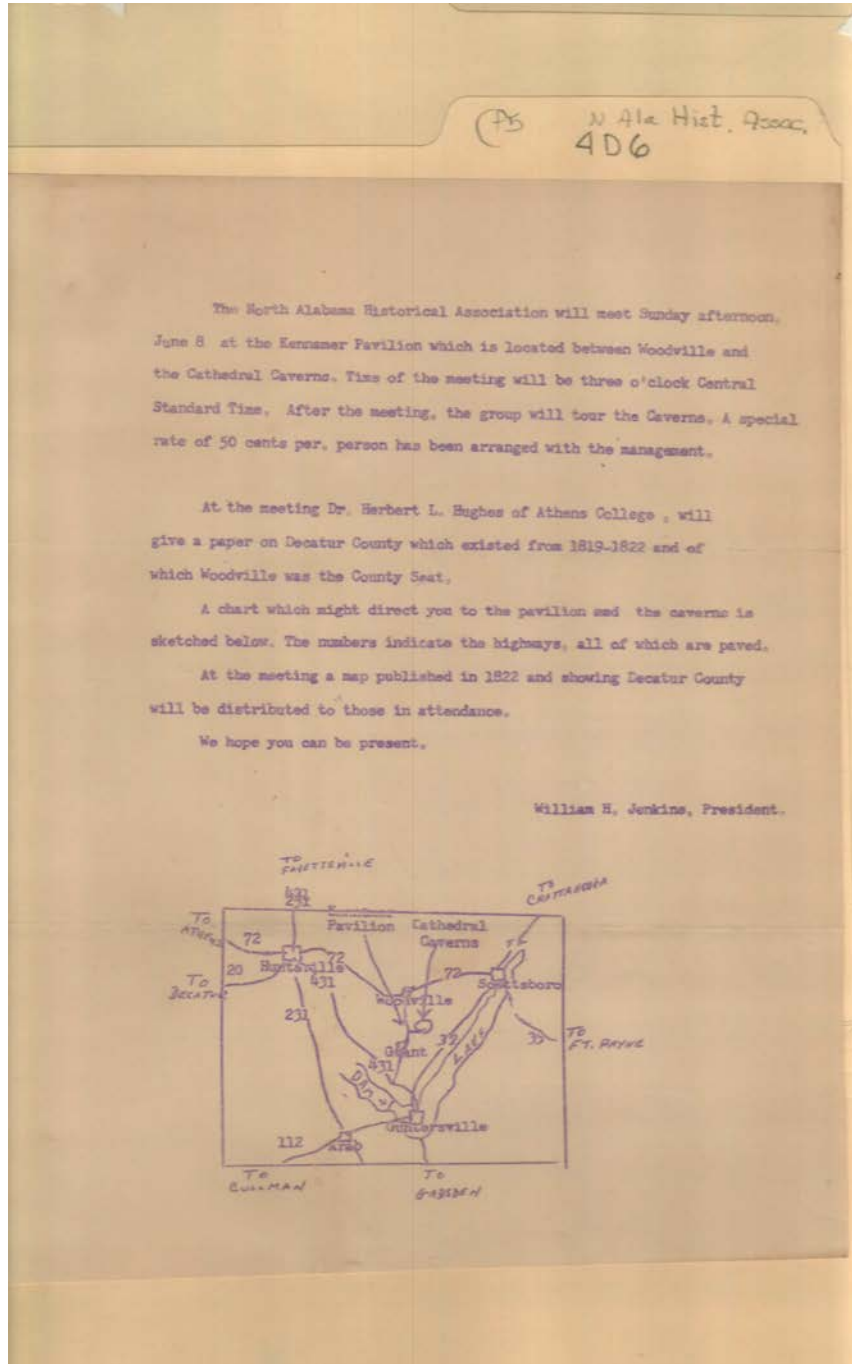 (P5 N Ala Hist. Assoc.
4D6
The North Alabama Historical Association will meet Sunday afternoon,
June 8 at the Kennamer Pavilion which is located between Woodville and
the Cathedral Caverns. Time of the meeting will be three o'clock Central
Standard Time. After the meeting, the group will tour the Caverns. A special
rate of 50 cents per. person has been arranged with the management.
At the meeting Dr. Herbert L. Hughes of Athens College , will
give a paper on Decatur County which existed from 1819-1822 and of
which Woodville was the County Seat.
A chart which might direct you to the pavilion and the caverns is
sketched below. The numbers indicate the highways, all of which are paved.
At the meeting a map published in 1822 and showing Decatur County
will be distributed to those in attendance.
We hope you can be present.
William H. Jenkins, President.
TO
FAYETTEVILLE
TO
CHATTANOOGA
431
231
TO
ATHENS
72
Pavilion
Cathedral
Caverns
20
Huntsville
72
431
72
Scottsboro
TO
DECATUR
Woodville
231
Grant
32
LAKE
35
TO
FT. PAYNE
431
DAM
Guntersville
112
Arab
TO
CULLMAN
TO
GADSDEN